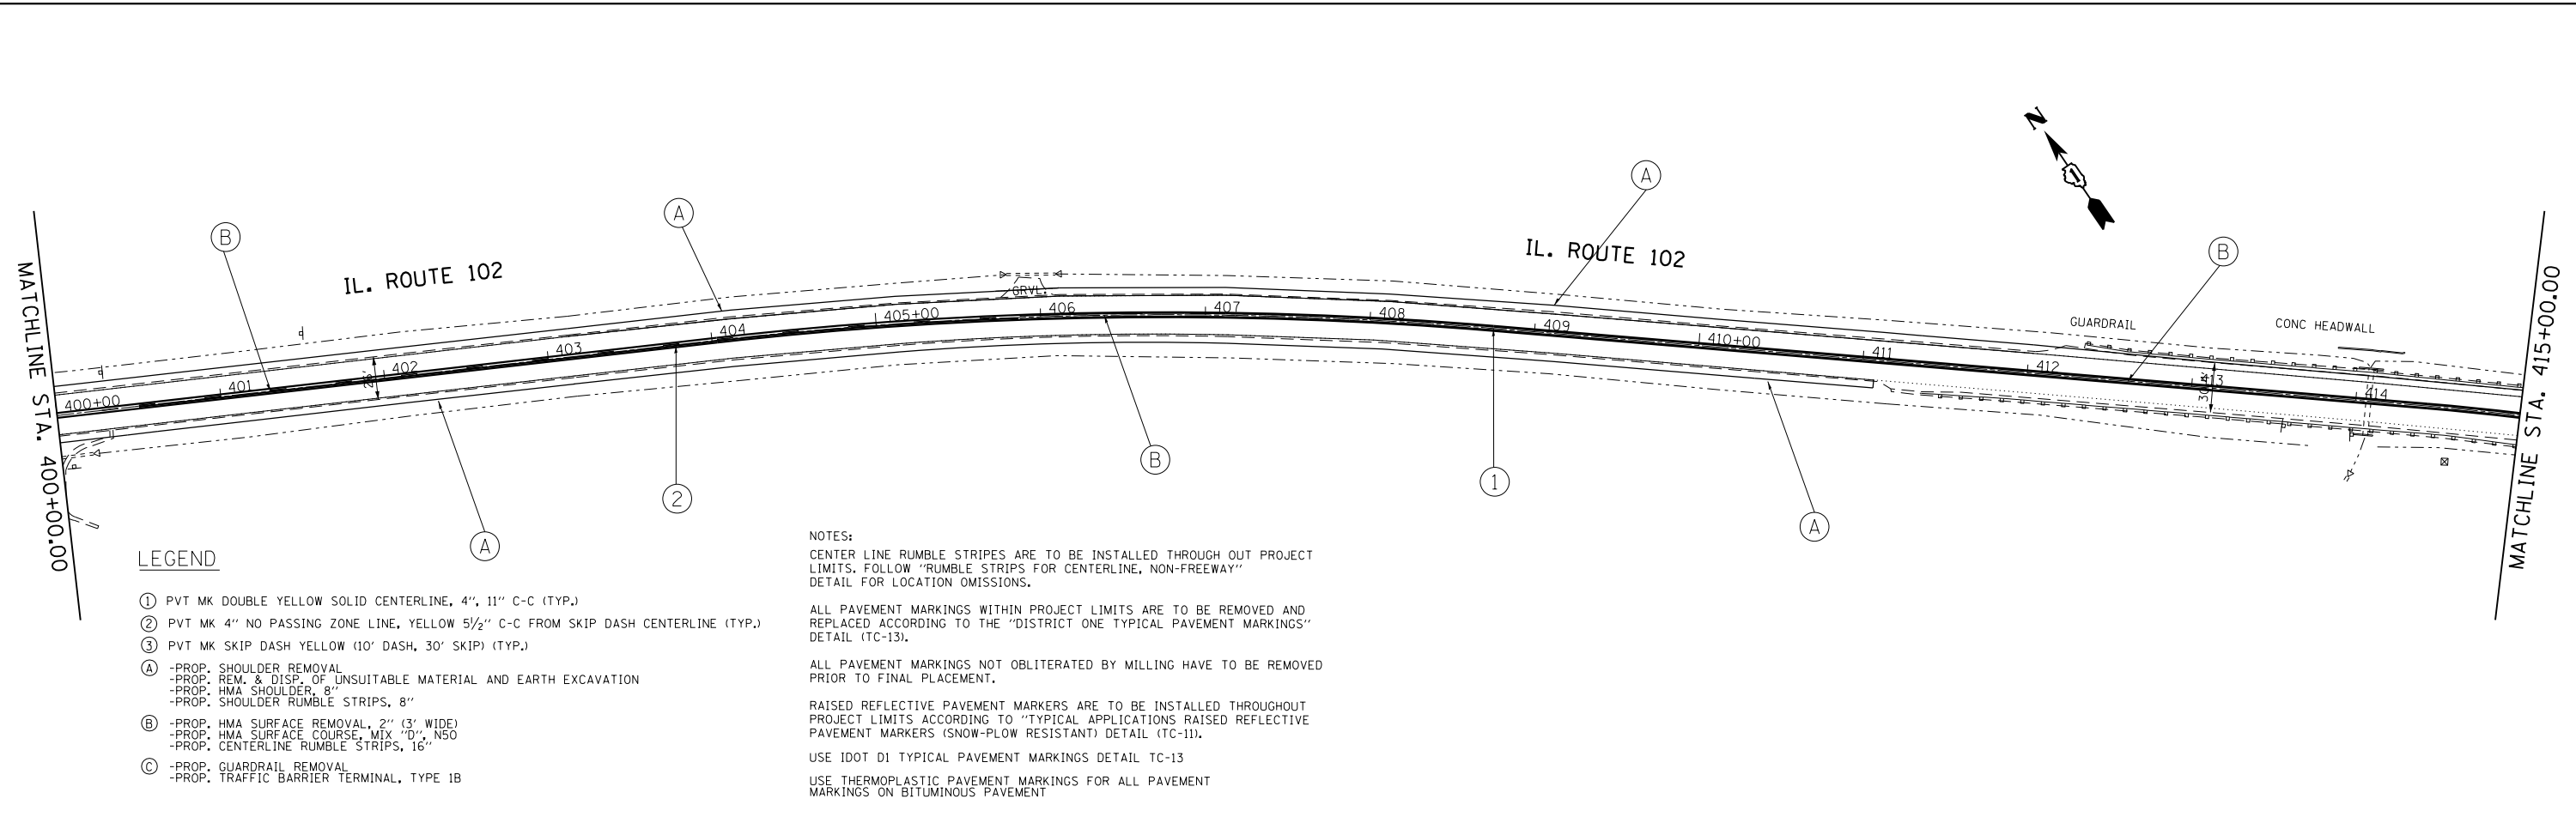 N
A
A
B
B
IL. ROUTE 102
IL. ROUTE 102
MATCHLINE STA. 400+00.00
MATCHLINE STA. 415+00.00
GRVL.
GUARDRAIL
CONC HEADWALL
400+00
401
402
403
404
405+00
406
407
408
409
410+00
411
412
413
414
2
B
1
A
A
LEGEND
1 PVT MK DOUBLE YELLOW SOLID CENTERLINE, 4", 11" C-C (TYP.)
2 PVT MK 4" NO PASSING ZONE LINE, YELLOW 5½" C-C FROM SKIP DASH CENTERLINE (TYP.)
3 PVT MK SKIP DASH YELLOW (10' DASH, 30' SKIP) (TYP.)
A -PROP. SHOULDER REMOVAL
-PROP. REM. & DISP. OF UNSUITABLE MATERIAL AND EARTH EXCAVATION
-PROP. HMA SHOULDER, 8"
-PROP. SHOULDER RUMBLE STRIPS, 8"
B -PROP. HMA SURFACE REMOVAL, 2" (3' WIDE)
-PROP. HMA SURFACE COURSE, MIX "D", N50
-PROP. CENTERLINE RUMBLE STRIPS, 16"
C -PROP. GUARDRAIL REMOVAL
-PROP. TRAFFIC BARRIER TERMINAL, TYPE 1B
NOTES:
CENTER LINE RUMBLE STRIPES ARE TO BE INSTALLED THROUGH OUT PROJECT
LIMITS. FOLLOW "RUMBLE STRIPS FOR CENTERLINE, NON-FREEWAY"
DETAIL FOR LOCATION OMISSIONS.
ALL PAVEMENT MARKINGS WITHIN PROJECT LIMITS ARE TO BE REMOVED AND
REPLACED ACCORDING TO THE "DISTRICT ONE TYPICAL PAVEMENT MARKINGS"
DETAIL (TC-13).
ALL PAVEMENT MARKINGS NOT OBLITERATED BY MILLING HAVE TO BE REMOVED
PRIOR TO FINAL PLACEMENT.
RAISED REFLECTIVE PAVEMENT MARKERS ARE TO BE INSTALLED THROUGHOUT
PROJECT LIMITS ACCORDING TO "TYPICAL APPLICATIONS RAISED REFLECTIVE
PAVEMENT MARKERS (SNOW-PLOW RESISTANT) DETAIL (TC-11).
USE IDOT D1 TYPICAL PAVEMENT MARKINGS DETAIL TC-13
USE THERMOPLASTIC PAVEMENT MARKINGS FOR ALL PAVEMENT
MARKINGS ON BITUMINOUS PAVEMENT